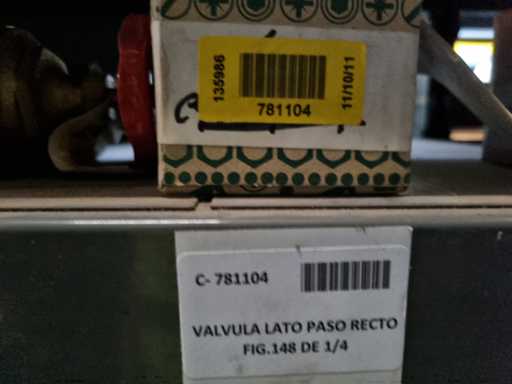 135986
781104
11/10/11
C- 781104
VALVULA LATO PASO RECTO
FIG.148 DE 1/4